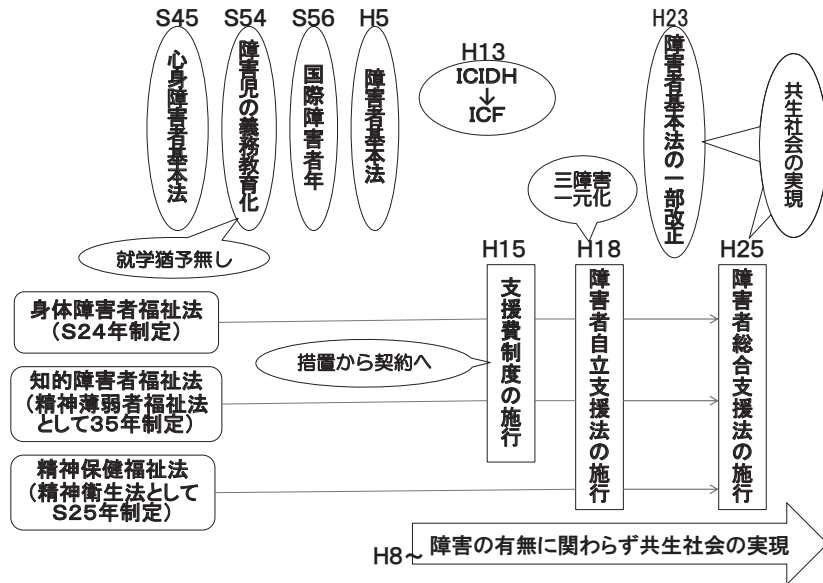 S45
心身障害者基本法
S54
障害児の義務教育化
S56
国際障害者年
H5
障害者基本法
H13
ICIDH
↓
ICF
H23
障害者基本法の一部改正
共生社会の実現
就学猶予無し
三障害
一元化
H15
支援費制度の施行
H18
障害者自立支援法の施行
H25
障害者総合支援法の施行
身体障害者福祉法
（S24年制定）
措置から契約へ
知的障害者福祉法
（精神薄弱者福祉法
として35年制定）
精神保健福祉法
（精神衛生法として
S25年制定）
H8～
障害の有無に関わらず共生社会の実現